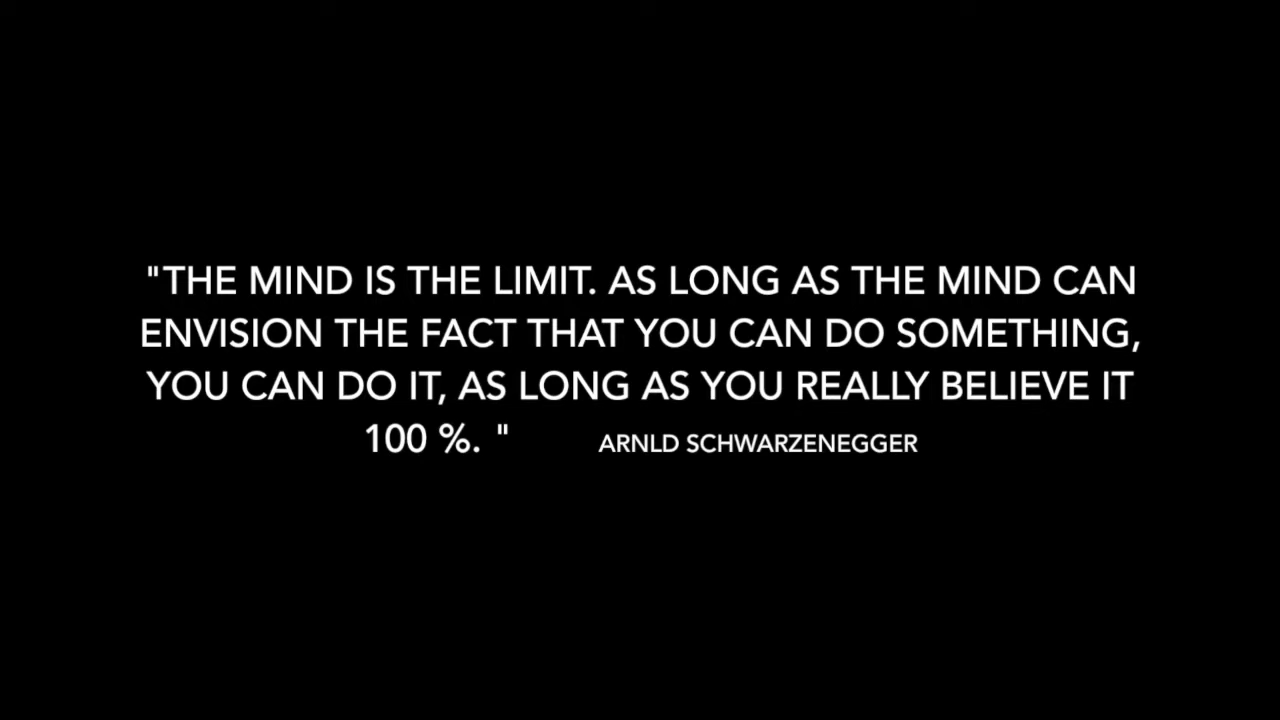 "THE MIND IS THE LIMIT. AS LONG AS THE MIND CAN
ENVISION THE FACT THAT YOU CAN DO SOMETHING,
YOU CAN DO IT, AS LONG AS YOU REALLY BELIEVE IT
100 %. " ARNLD SCHWARZENEGGER